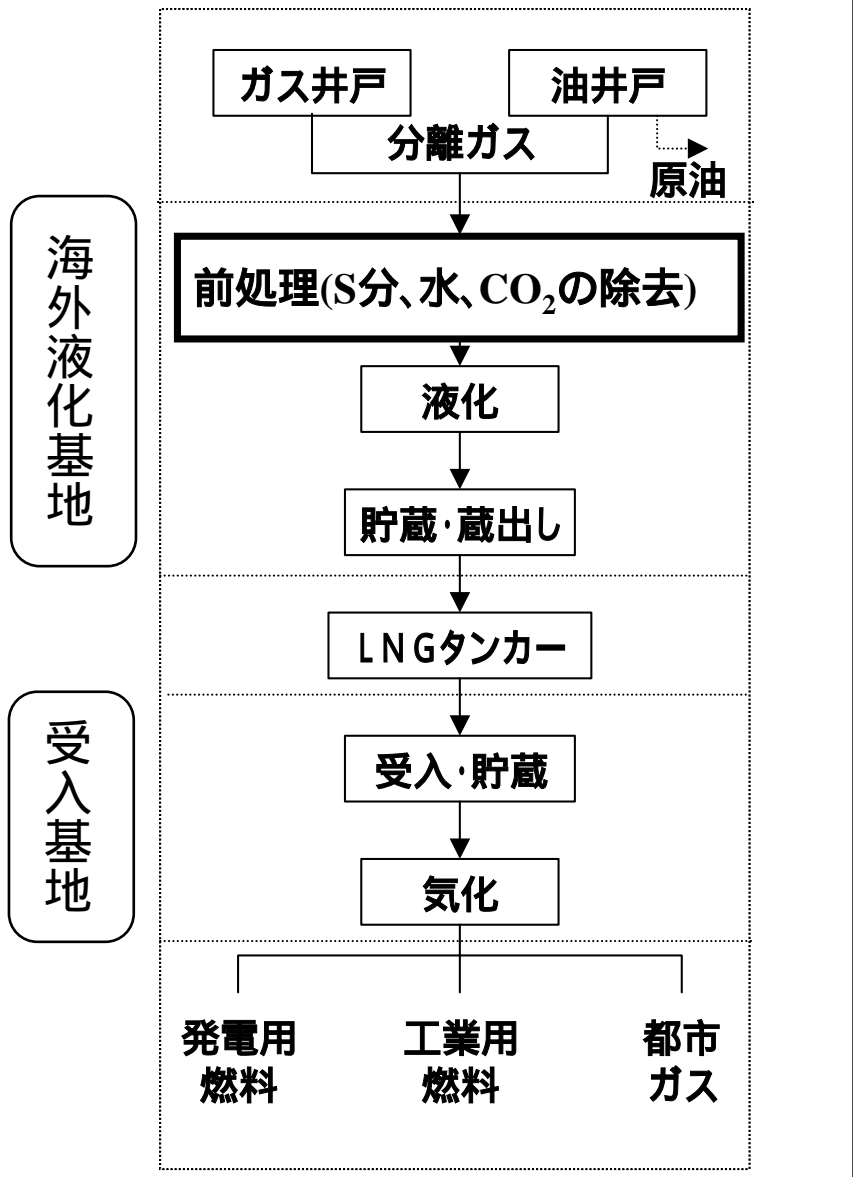 ガス井戸
油井戸
分離ガス
原油
海外液化基地
前処理(S分、水、CO₂の除去)
液化
貯蔵・蔵出し
LNGタンカー
受入基地
受入・貯蔵
気化
発電用
燃料
工業用
燃料
都市
ガス